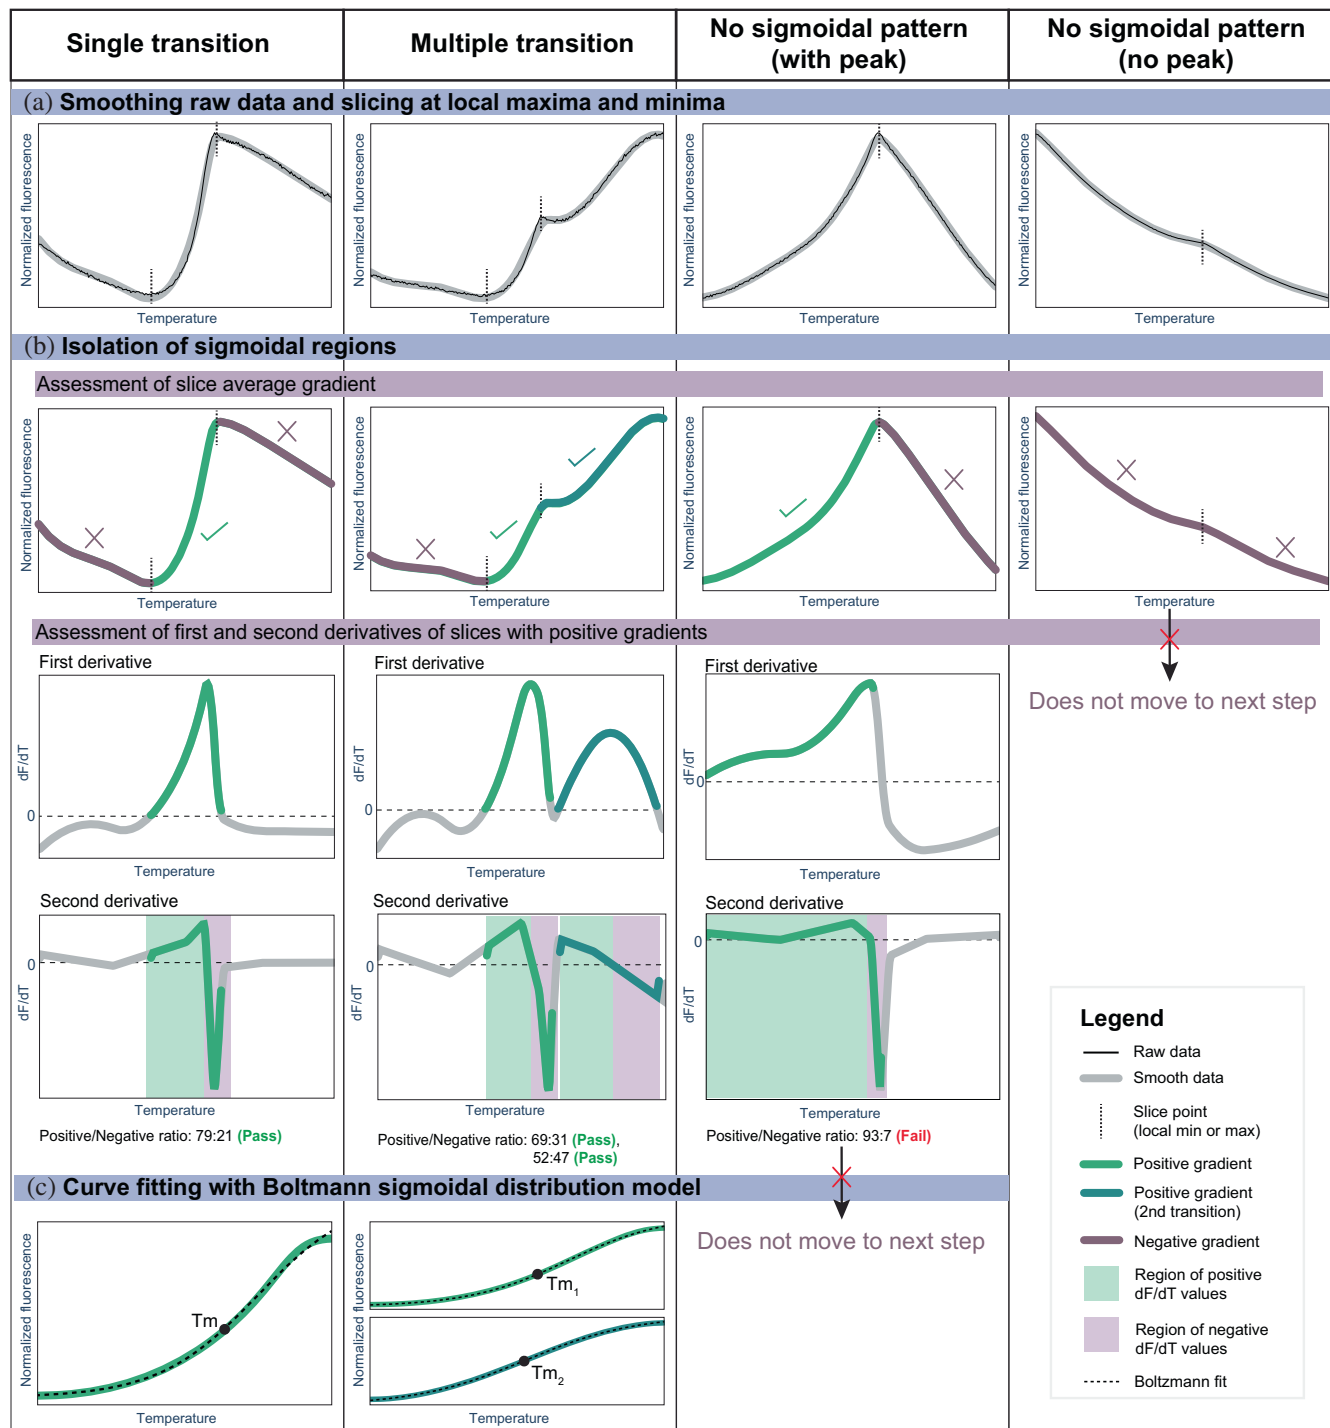 Single transition
Multiple transition
No sigmoidal pattern
(with peak)
No sigmoidal pattern
(no peak)
(a) Smoothing raw data and slicing at local maxima and minima
Normalized fluorescence
Temperature
Normalized fluorescence
Temperature
Normalized fluorescence
Temperature
Normalized fluorescence
Temperature
(b) Isolation of sigmoidal regions
Assessment of slice average gradient
Normalized fluorescence
Temperature
Normalized fluorescence
Temperature
Normalized fluorescence
Temperature
Normalized fluorescence
Temperature
Assessment of first and second derivatives of slices with positive gradients
First derivative
dF/dT
0
Temperature
First derivative
dF/dT
0
Temperature
First derivative
dF/dT
0
Temperature
Does not move to next step
Second derivative
dF/dT
0
Temperature
Positive/Negative ratio: 79:21 (Pass)
Second derivative
dF/dT
0
Temperature
Positive/Negative ratio: 69:31 (Pass),
52:47 (Pass)
Second derivative
dF/dT
0
Temperature
Positive/Negative ratio: 93:7 (Fail)
Does not move to next step
(c) Curve fitting with Boltmann sigmoidal distribution model
Normalized fluorescence
Tm
Temperature
Normalized fluorescence
Tm1
Tm2
Temperature
Legend
Raw data
Smooth data
Slice point
(local min or max)
Positive gradient
Positive gradient
(2nd transition)
Negative gradient
Region of positive
dF/dT values
Region of negative
dF/dT values
Boltzmann fit